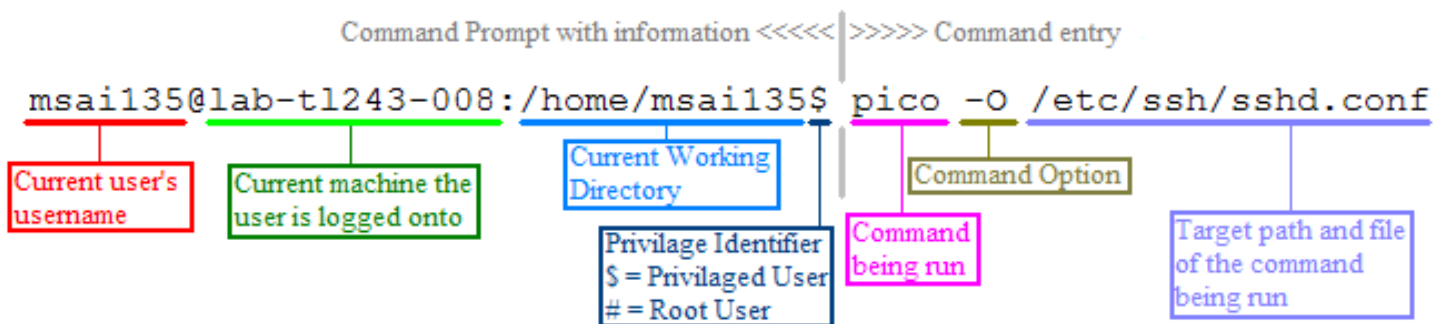 Command Prompt with information <<<<< >>>>> Command entry
msai135@lab-tl243-008:/home/msai135$ pico -O /etc/ssh/sshd.conf
Current user's
username
Current machine the
user is logged onto
Current Working
Directory
Privilage Identifier
$ = Privilaged User
# = Root User
Command
being run
Command Option
Target path and file
of the command
being run